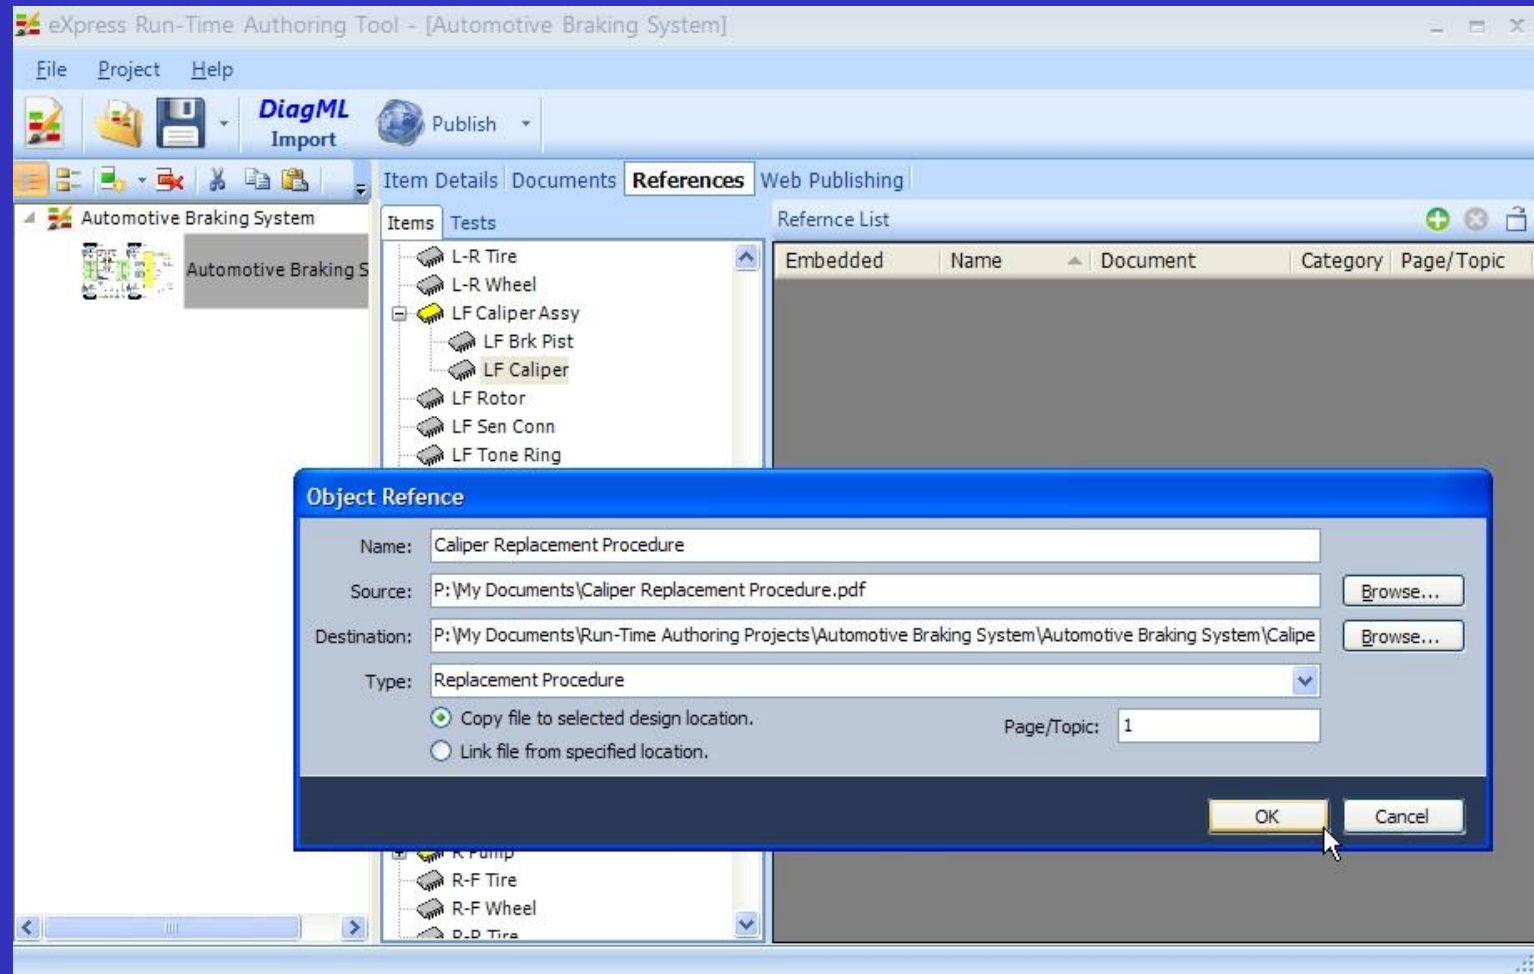 eXpress Run-Time Authoring Tool - [Automotive Braking System]
File Project Help
DiagML
Import
Publish
Item Details Documents References Web Publishing
Automotive Braking System
Automotive Braking S
Items Tests
Refernce List
Embedded Name Document Category Page/Topic
L-R Tire
L-R Wheel
LF Caliper Assy
LF Brk Pist
LF Caliper
LF Rotor
LF Sen Conn
LF Tone Ring
Object Refence
Name: Caliper Replacement Procedure
Source: P:\My Documents\Caliper Replacement Procedure.pdf Browse...
Destination: P:\My Documents\Run-Time Authoring Projects\Automotive Braking System\Automotive Braking System\Calipe Browse...
Type: Replacement Procedure
Copy file to selected design location.
Page/Topic: 1
Link file from specified location.
OK Cancel
R Pump
R-F Tire
R-F Wheel
R-R Tire